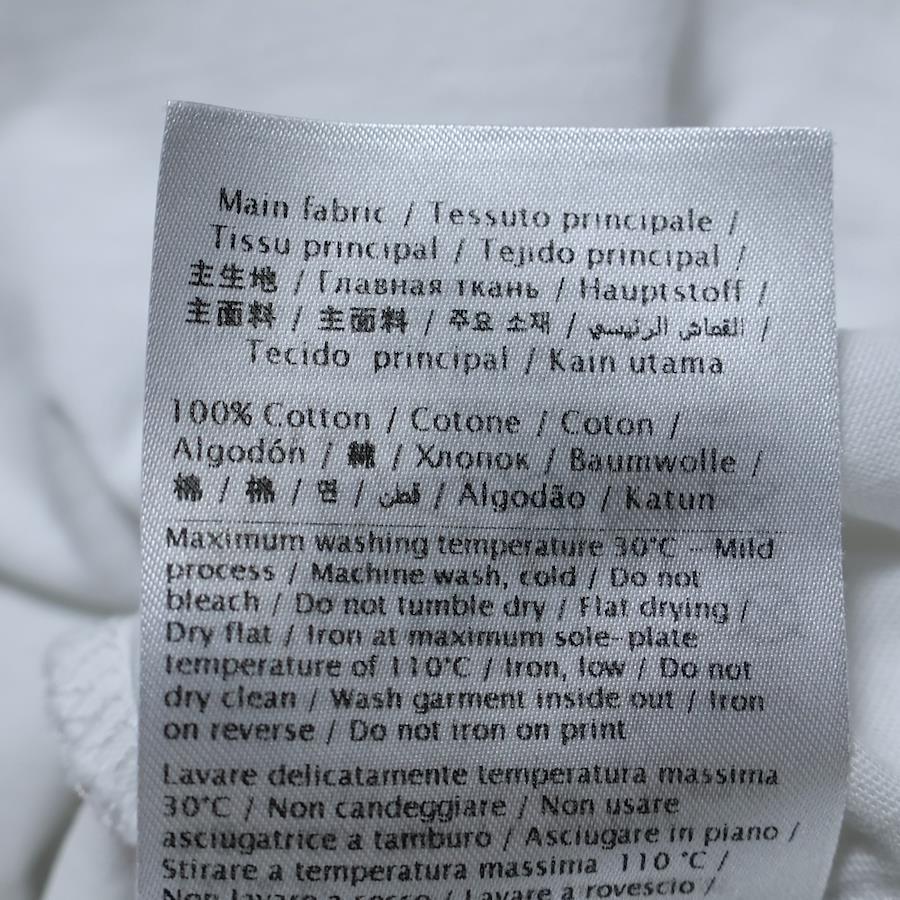 Main fabric / Tessuto principale /
Tissu principal / Tejido principal /
主生地 / Главная ткань / Hauptstoff /
主面料 / 主面料 / 주요 소재 / القماش الرئيسي /
Tecido principal / Kain utama
100% Cotton / Cotone / Coton /
Algodón / 綿 / Хлопок / Baumwolle /
棉 / 棉 / 면 / قطن / Algodão / Katun
Maximum washing temperature 30°C - Mild
process / Machine wash, cold / Do not
bleach / Do not tumble dry / Flat drying /
Dry flat / Iron at maximum sole-plate
temperature of 110°C / Iron, low / Do not
dry clean / Wash garment inside out / Iron
on reverse / Do not iron on print
Lavare delicatamente temperatura massima
30°C / Non candeggiare / Non usare
asciugatrice a tamburo / Asciugare in piano /
Stirare a temperatura massima 110 °C /
Non lavare a secco / Lavare a rovescio /